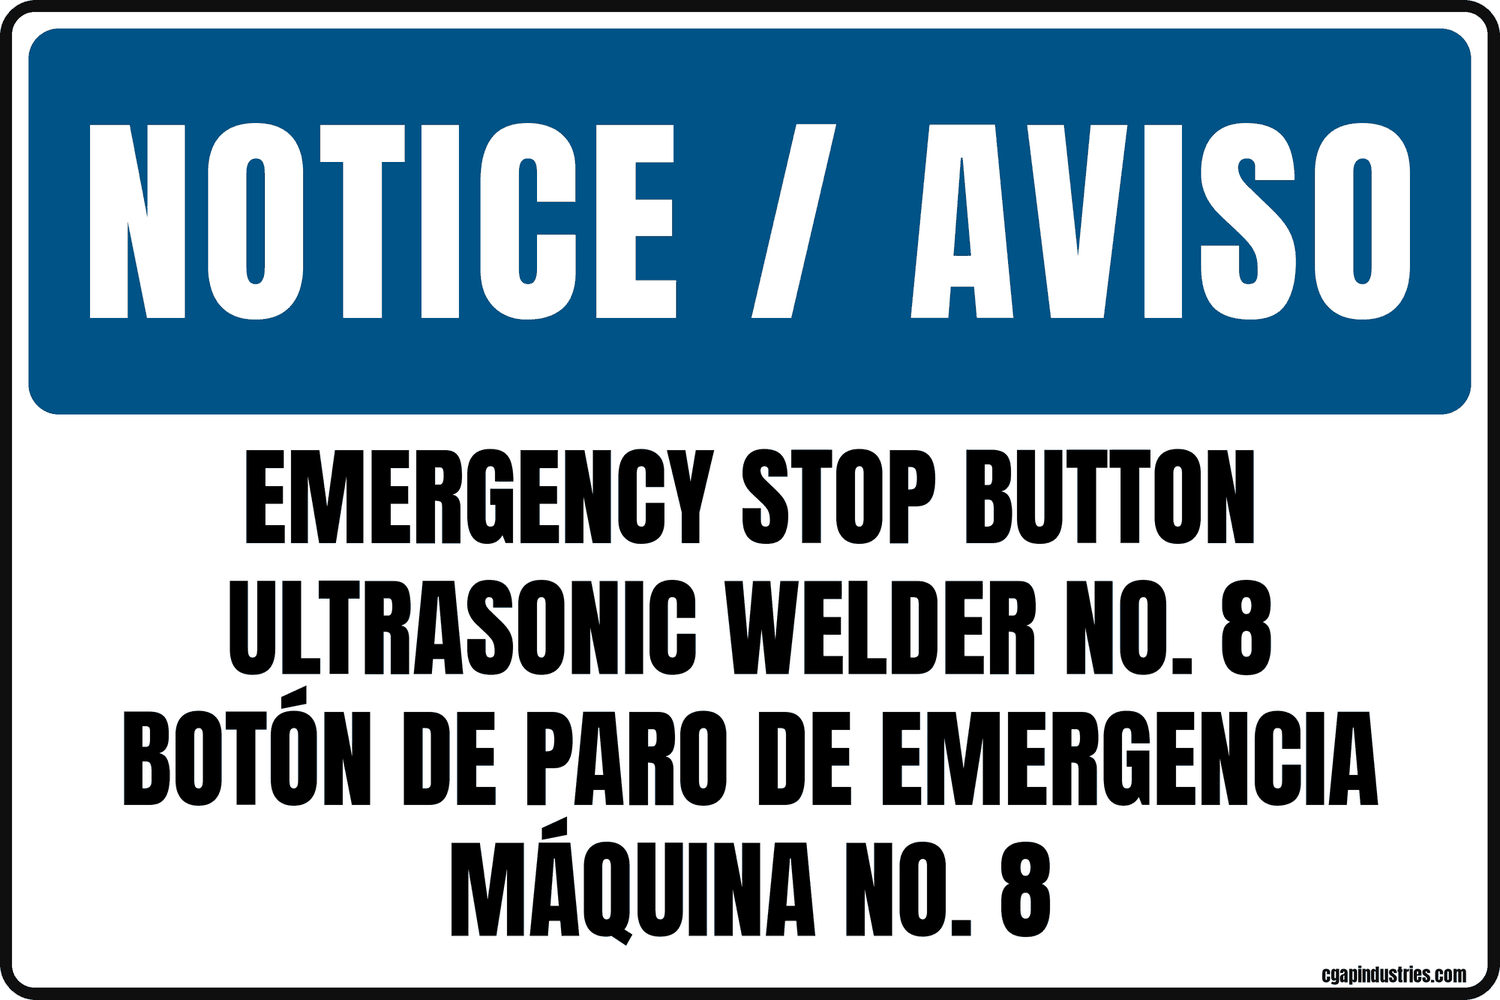 NOTICE / AVISO
EMERGENCY STOP BUTTON
ULTRASONIC WELDER NO. 8
BOTÓN DE PARO DE EMERGENCIA
MÁQUINA NO. 8
cgapindustries.com